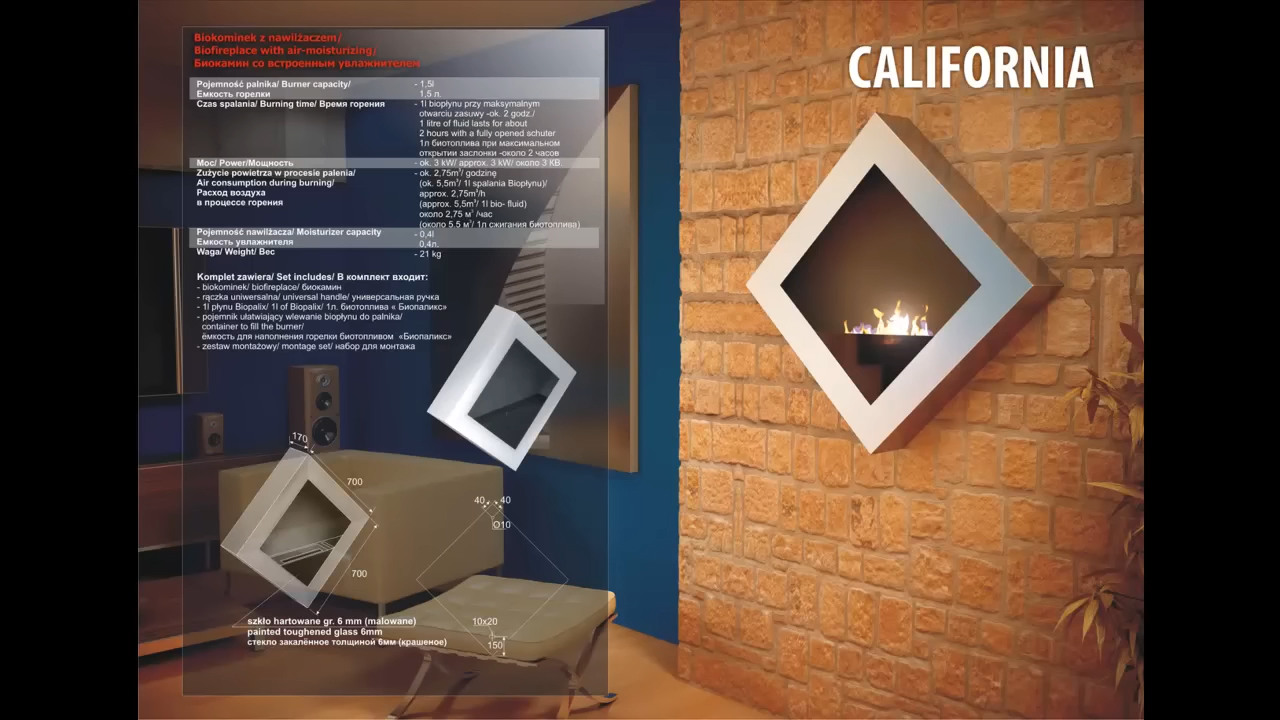 Biokominek z nawilżaczem/
Biofireplace with air-moisturizing/
Биокамин со встроенным увлажнителем
CALIFORNIA
Pojemność palnika/ Burner capacity/ - 1,5l
Емкость горелки 1,5 л.
Czas spalania/ Burning time/ Время горения - 1l biopłynu przy maksymalnym
otwarciu zasuwy -ok. 2 godz./
1 litre of fluid lasts for about
2 hours with a fully opened schuter
1л биотоплива при максимальном
открытии заслонки -около 2 часов
Moc/ Power/Мощность - ok. 3 kW/ approx. 3 kW/ около 3 КВ
Zużycie powietrza w procesie palenia/ - ok. 2,75m³/ godzinę
Air consumption during burning/ (ok. 5,5m³/ 1l spalania Biopłynu)/
Расход воздуха approx. 2,75m³/h
в процессе горения (approx. 5,5m³/ 1l bio- fluid)
около 2,75 м³ /час
(около 5.5 м³/ 1л сжигания биотоплива)
Pojemność nawilżacza/ Moisturizer capacity - 0,4l
Емкость увлажнителя 0,4л.
Waga/ Weight/ Вес - 21 kg
Komplet zawiera/ Set includes/ В комплект входит:
- biokominek/ biofireplace/ биокамин
- rączka uniwersalna/ universal handle/ универсальная ручка
- 1l płynu Biopalix/ 1l of Biopalix/ 1л. биотоплива « Биопаликс»
- pojemnik ułatwiający wlewanie biopłynu do palnika/
container to fill the burner/
ёмкость для наполнения горелки биотопливом «Биопаликс»
- zestaw montażowy/ montage set/ набор для монтажа
170
700
700
40 40
Ø10
10x20
150
szkło hartowane gr. 6 mm (malowane)
painted toughened glass 6mm
стекло закалённое толщиной 6мм (крашеное)